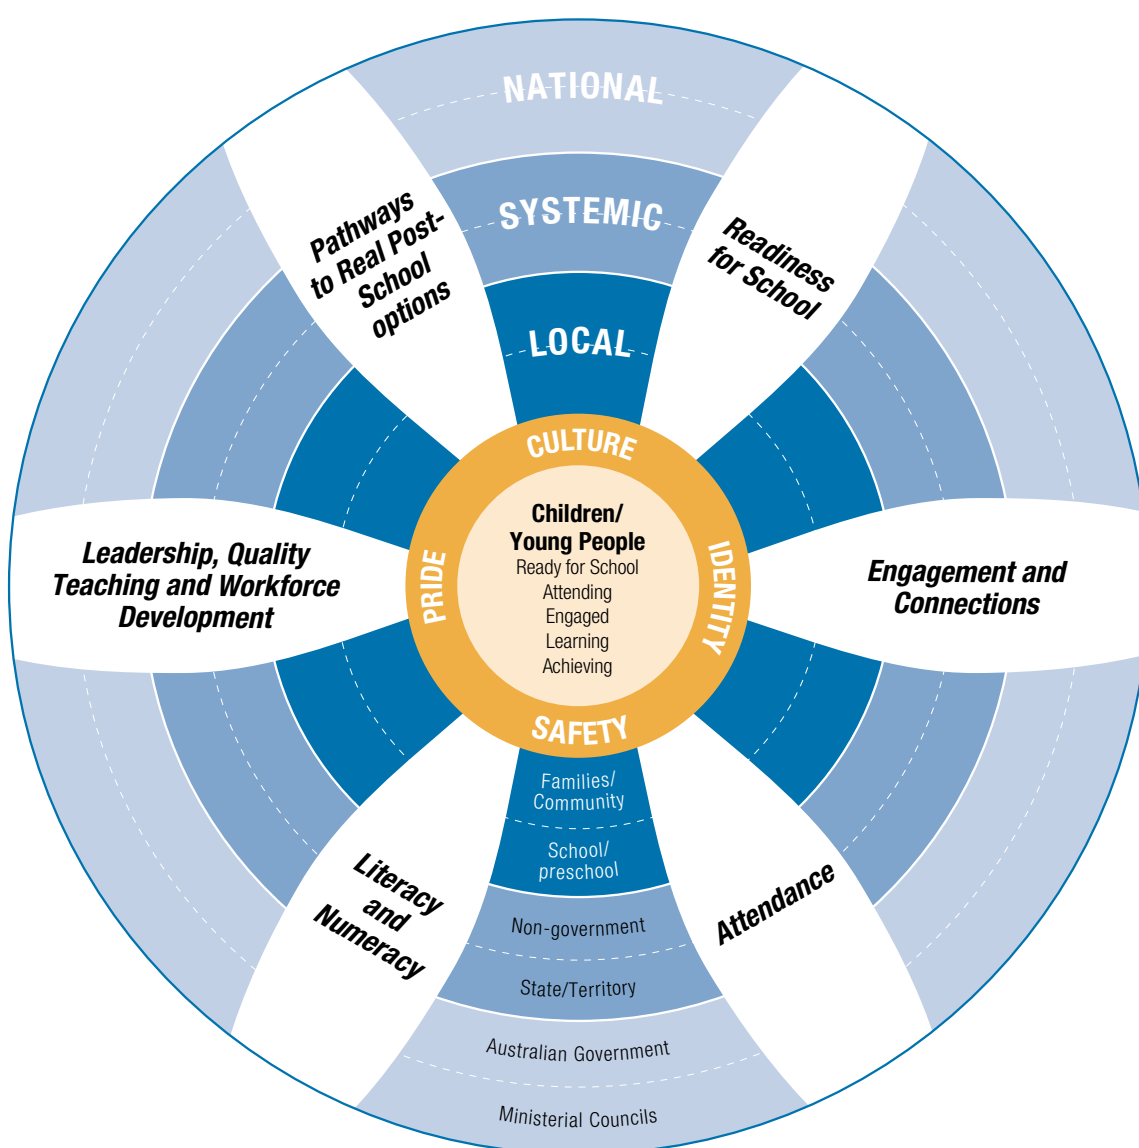 NATIONAL
SYSTEMIC
LOCAL
Pathways
to Real Post-
School
options
Readiness
for School
CULTURE
Children/
Young People
Ready for School
Attending
Engaged
Learning
Achieving
PRIDE
IDENTITY
SAFETY
Leadership, Quality
Teaching and Workforce
Development
Engagement and
Connections
Families/
Community
School/
preschool
Literacy
and
Numeracy
Attendance
Non-government
State/Territory
Australian Government
Ministerial Councils